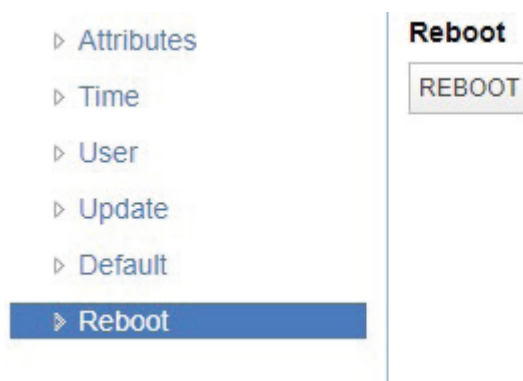 Attributes
Time
User
Update
Default
Reboot
Reboot
REBOOT